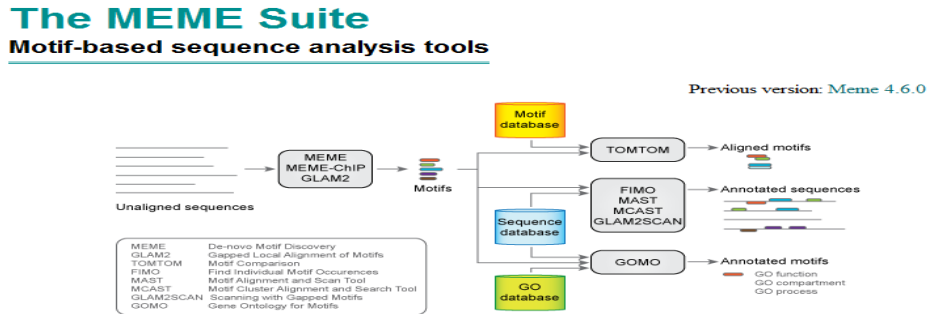 The MEME Suite
Motif-based sequence analysis tools
Previous version: Meme 4.6.0
Unaligned sequences
MEME
MEME-ChIP
GLAM2
Motifs
Motif
database
Sequence
database
GO
database
TOMTOM
FIMO
MAST
MCAST
GLAM2SCAN
GOMO
Aligned motifs
Annotated sequences
Annotated motifs
GO function
GO compartment
GO process
MEME De-novo Motif Discovery
GLAM2 Gapped Local Alignment of Motifs
TOMTOM Motif Comparison
FIMO Find Individual Motif Occurences
MAST Motif Alignment and Scan Tool
MCAST Motif Cluster Alignment and Search Tool
GLAM2SCAN Scanning with Gapped Motifs
GOMO Gene Ontology for Motifs